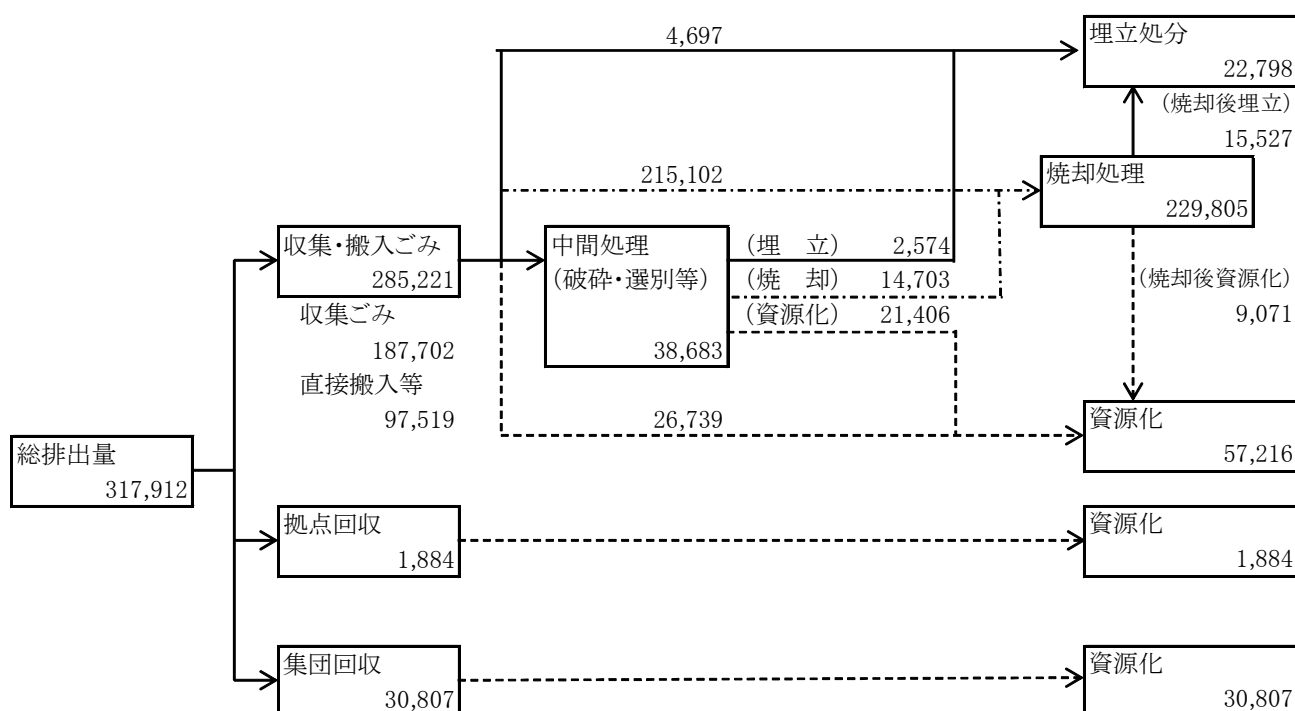 4,697
埋立処分
22,798
(焼却後埋立)
15,527
215,102
焼却処理
229,805
収集・搬入ごみ
285,221
中間処理
(破砕・選別等)
38,683
(埋 立) 2,574
(焼 却) 14,703
(資源化) 21,406
(焼却後資源化)
9,071
収集ごみ
187,702
直接搬入等
97,519
26,739
資源化
57,216
総排出量
317,912
拠点回収
1,884
資源化
1,884
集団回収
30,807
資源化
30,807